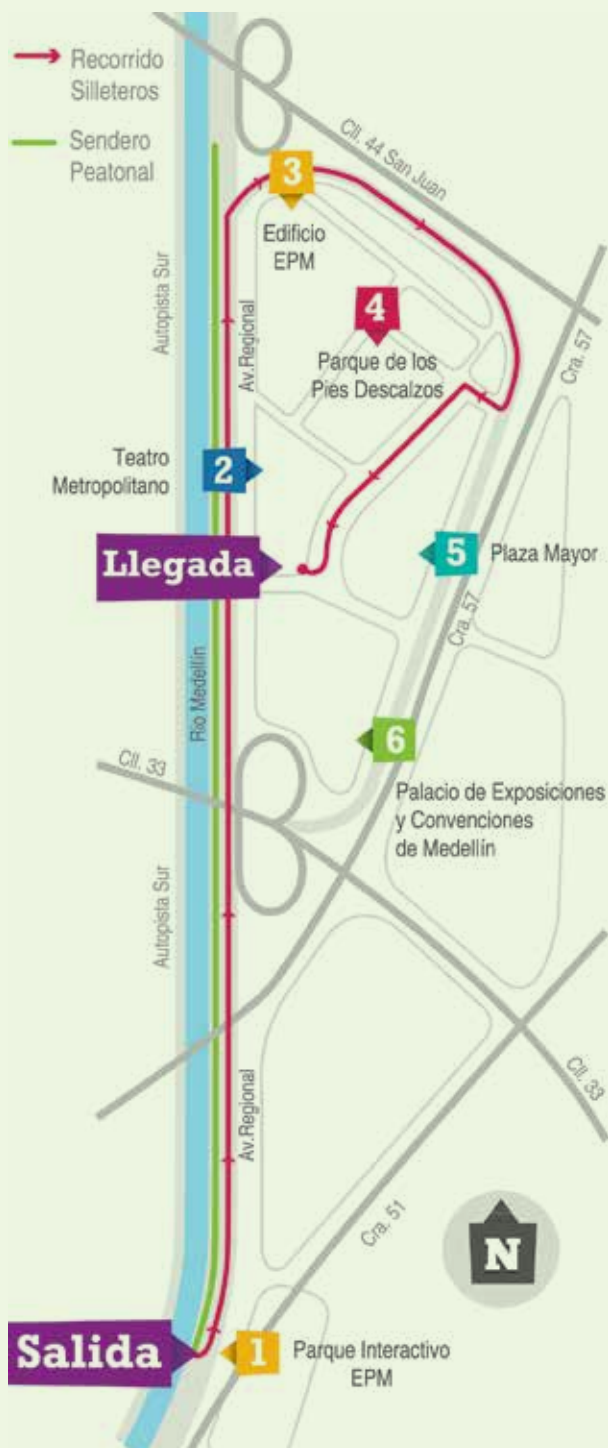 Recorrido
Silleteros
Sendero
Peatonal
Cll. 44 San Juan
3
Edificio
EPM
Autopista Sur
Av.Regional
4
Parque de los
Pies Descalzos
Cra. 57
Teatro
Metropolitano
2
Llegada
5
Plaza Mayor
Cra. 57
Rio Medellín
6
Cll. 33
Palacio de Exposiciones
y Convenciones
de Medellín
Autopista Sur
Av.Regional
Cll. 33
Cra. 51
N
Salida
1
Parque Interactivo
EPM